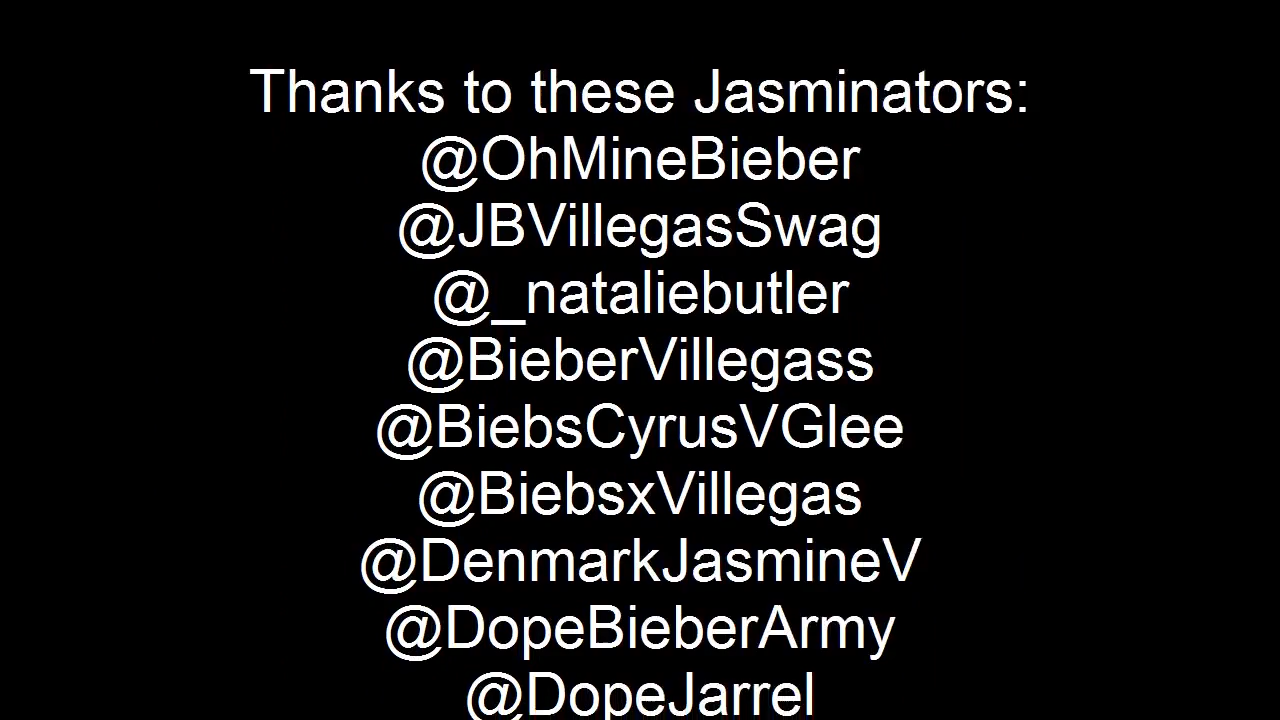 Thanks to these Jasminators:
@OhMineBieber
@JBVillegasSwag
@_nataliebutler
@BieberVillegass
@BiebsCyrusVGlee
@BiebsxVillegas
@DenmarkJasmineV
@DopeBieberArmy
@DopeJarrel